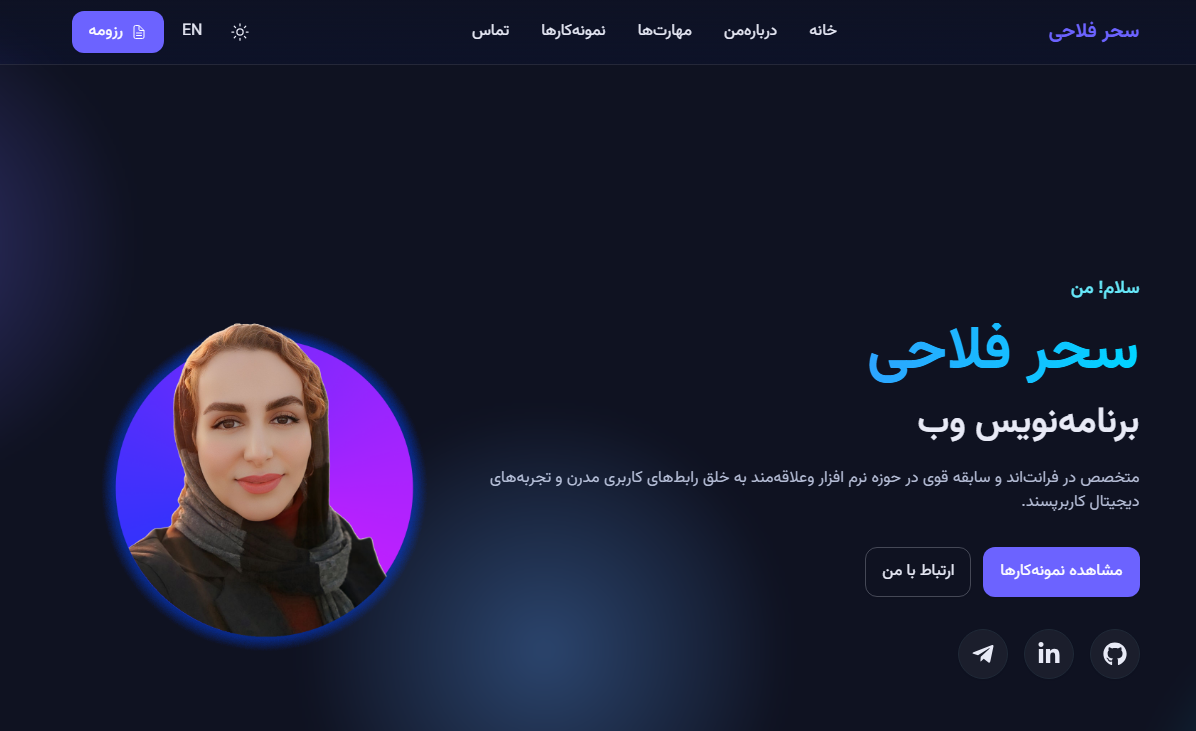 سحر فلاحی
خانه
درباره‌من
مهارت‌ها
نمونه‌کارها
تماس
EN
رزومه
سلام! من
سحر فلاحی
برنامه‌نویس وب
متخصص در فرانت‌اند و سابقه قوی در حوزه نرم افزار وعلاقه‌مند به خلق رابط‌های کاربری مدرن و تجربه‌های
دیجیتال کاربرپسند.
مشاهده نمونه‌کارها
ارتباط با من